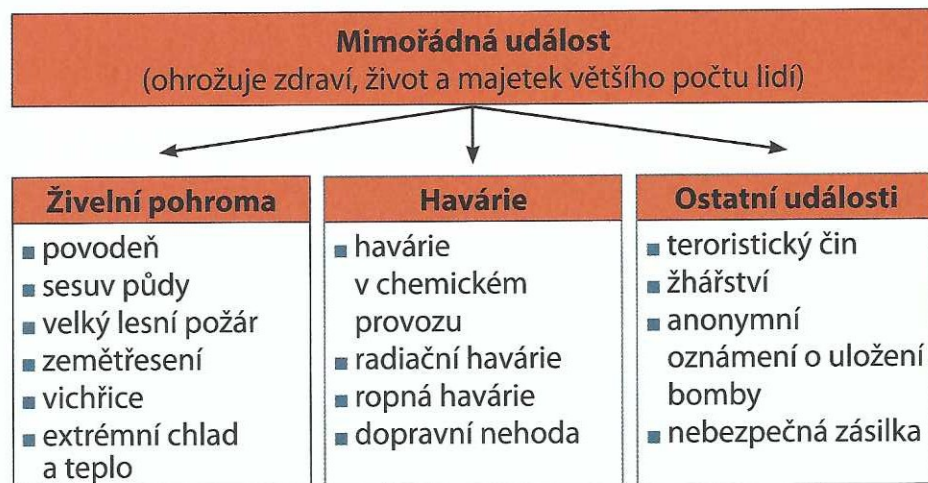 Mimořádná událost
(ohrožuje zdraví, život a majetek většího počtu lidí)
Živelní pohroma
■ povodeň
■ sesuv půdy
■ velký lesní požár
■ zemětřesení
■ vichřice
■ extrémní chlad
a teplo
Havárie
■ havárie
v chemickém
provozu
■ radiační havárie
■ ropná havárie
■ dopravní nehoda
Ostatní události
■ teroristický čin
■ žhářství
■ anonymní
oznámení o uložení
bomby
■ nebezpečná zásilka